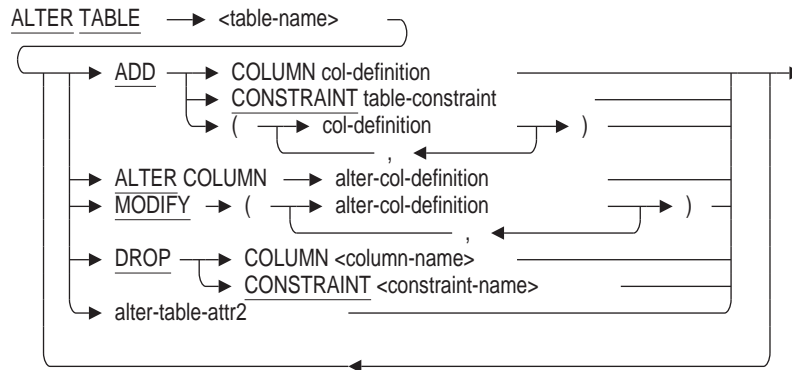 ALTER TABLE <table-name>
ADD COLUMN col-definition
CONSTRAINT table-constraint
( col-definition )
,
ALTER COLUMN alter-col-definition
MODIFY ( alter-col-definition )
,
DROP COLUMN <column-name>
CONSTRAINT <constraint-name>
alter-table-attr2